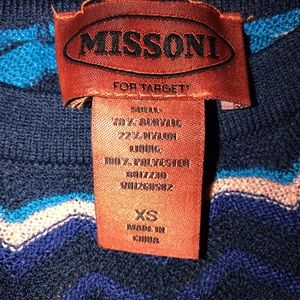 MISSONI
FOR TARGET
SHELL:
78% ACRYLIC
22% NYLON
LINING:
100% POLYESTER
XS
MADE IN
CHINA